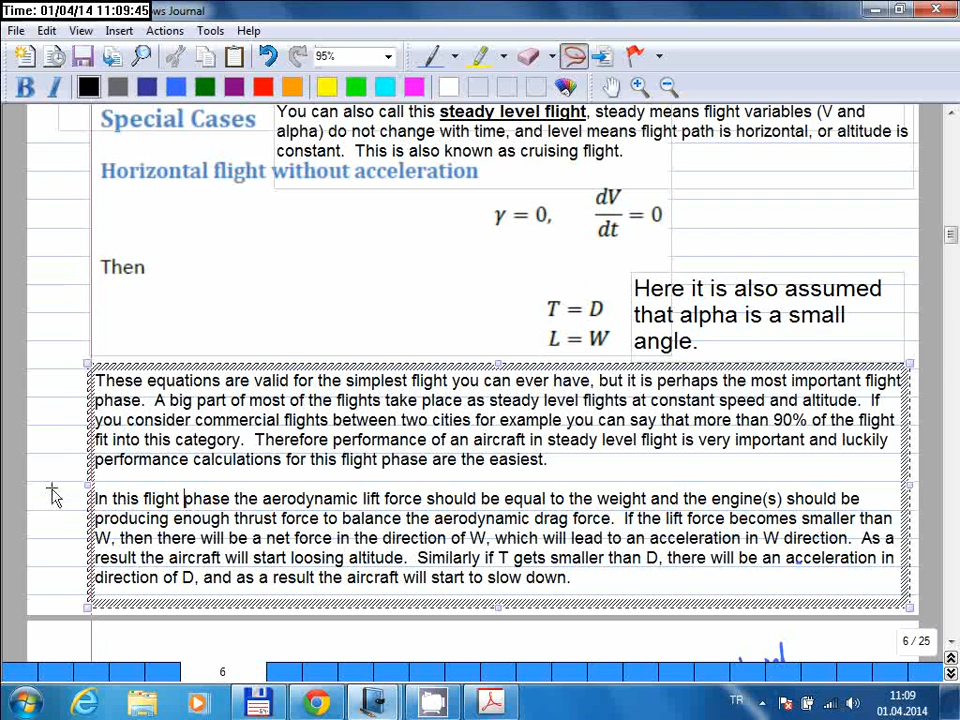 Time: 01/04/14 11:09:45
ws Journal
File Edit View Insert Actions Tools Help
95%
B I
Special Cases
You can also call this steady level flight, steady means flight variables (V and
alpha) do not change with time, and level means flight path is horizontal, or altitude is
constant. This is also known as cruising flight.
Horizontal flight without acceleration
γ = 0, dV/dt = 0
Then
T = D
L = W
Here it is also assumed
that alpha is a small
angle.
These equations are valid for the simplest flight you can ever have, but it is perhaps the most important flight
phase. A big part of most of the flights take place as steady level flights at constant speed and altitude. If
you consider commercial flights between two cities for example you can say that more than 90% of the flight
fit into this category. Therefore performance of an aircraft in steady level flight is very important and luckily
performance calculations for this flight phase are the easiest.
In this flight phase the aerodynamic lift force should be equal to the weight and the engine(s) should be
producing enough thrust force to balance the aerodynamic drag force. If the lift force becomes smaller than
W, then there will be a net force in the direction of W, which will lead to an acceleration in W direction. As a
result the aircraft will start loosing altitude. Similarly if T gets smaller than D, there will be an acceleration in
direction of D, and as a result the aircraft will start to slow down.
6 / 25
6
TR
11:09
01.04.2014